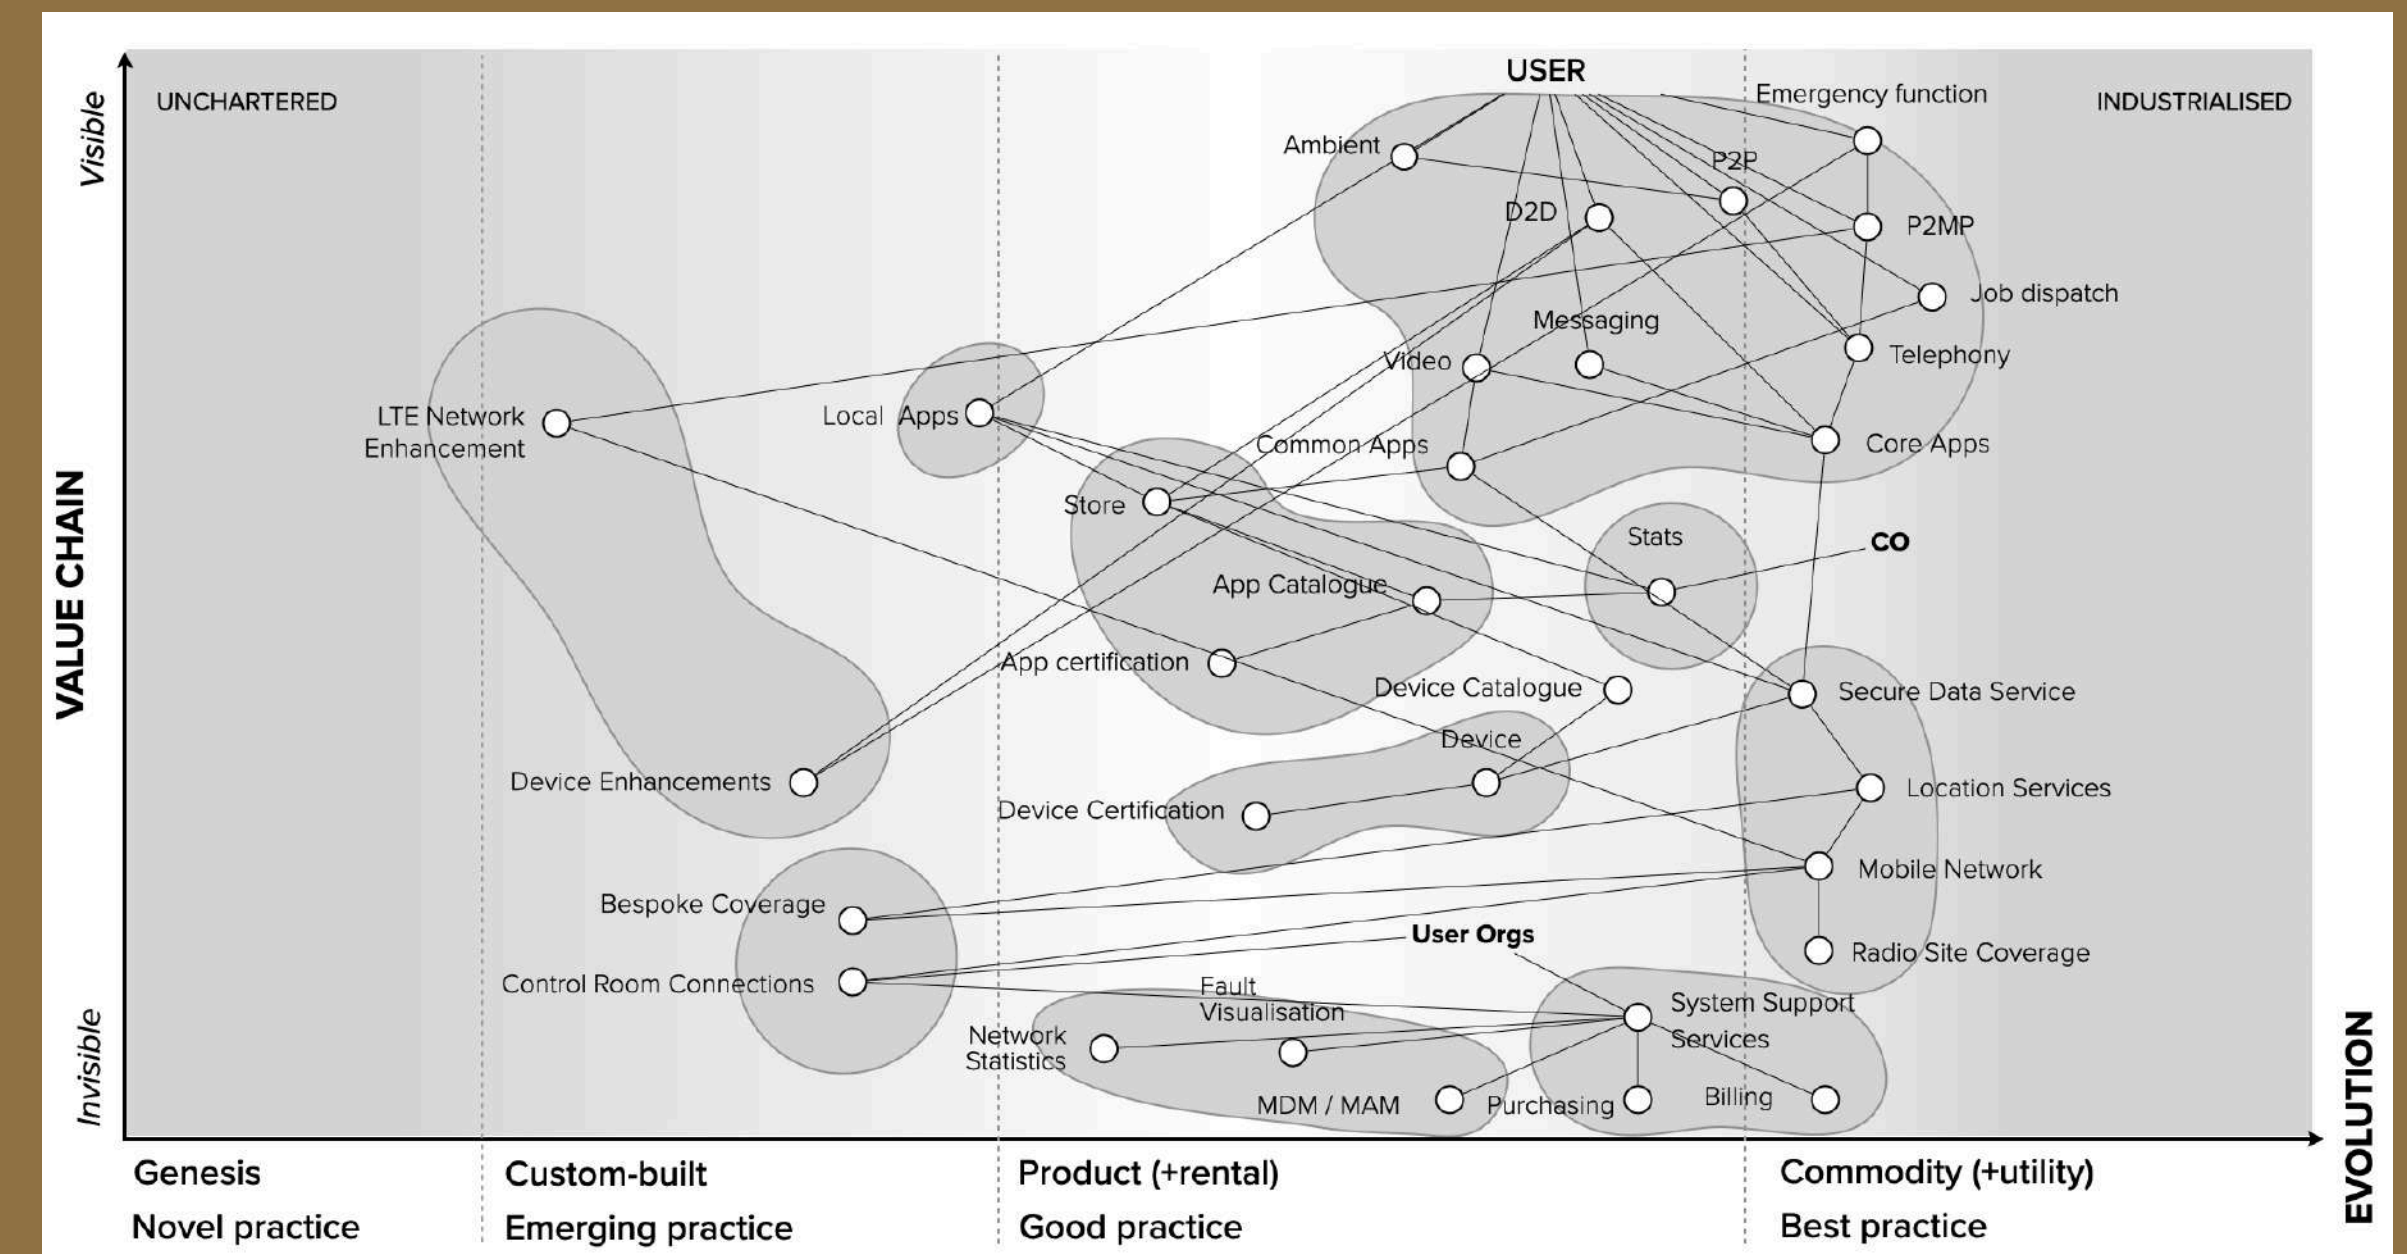 USER
Visible
UNCHARTERED
Emergency function
INDUSTRIALISED
Ambient
P2P
D2D
P2MP
Job dispatch
Messaging
Video
Telephony
LTE Network
Enhancement
Local Apps
Common Apps
Core Apps
Store
Stats
CO
VALUE CHAIN
App Catalogue
App certification
Device Catalogue
Secure Data Service
Device
Device Enhancements
Location Services
Device Certification
Mobile Network
Bespoke Coverage
User Orgs
Radio Site Coverage
Control Room Connections
Fault
Visualisation
System Support
Services
Network
Statistics
Invisible
MDM / MAM
Purchasing
Billing
EVOLUTION
Genesis
Novel practice
Custom-built
Emerging practice
Product (+rental)
Good practice
Commodity (+utility)
Best practice